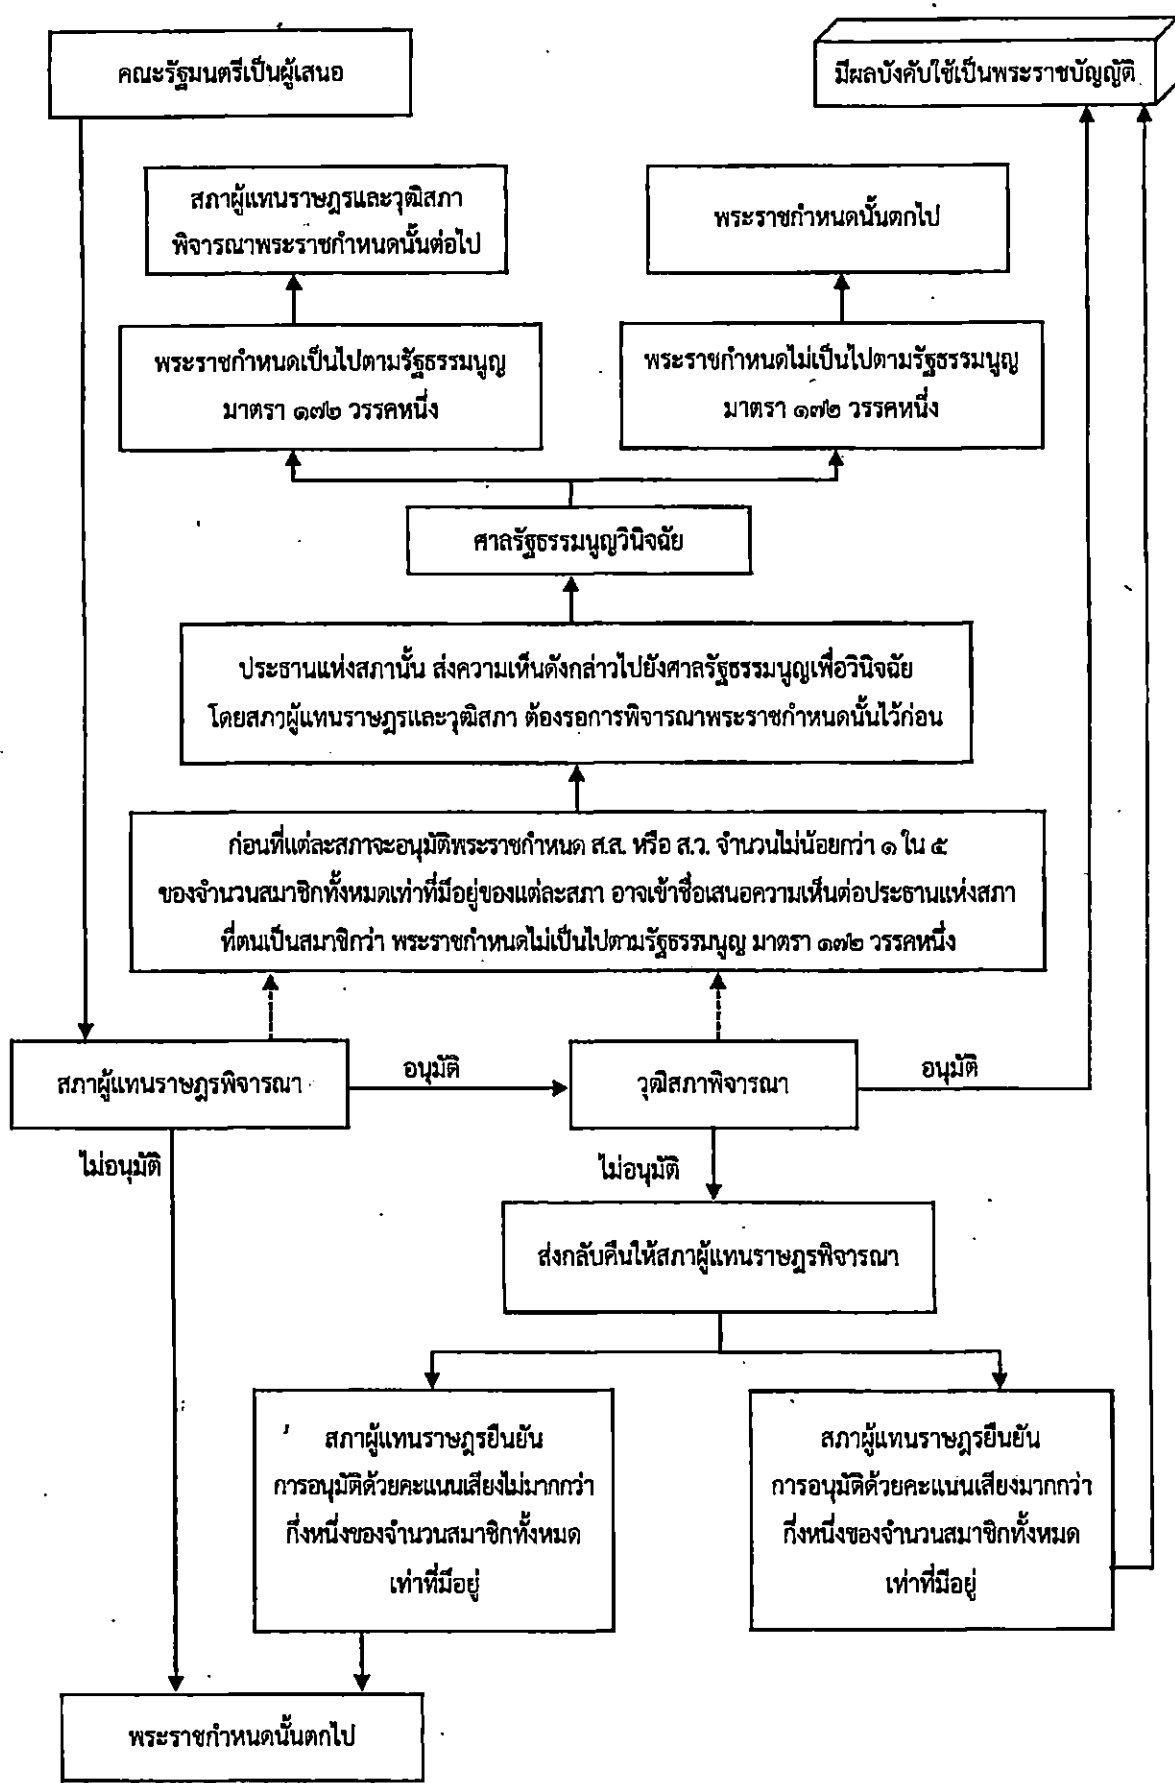 คณะรัฐมนตรีเป็นผู้เสนอ
มีผลบังคับใช้เป็นพระราชบัญญัติ
สภาผู้แทนราษฎรและวุฒิสภา
พิจารณาพระราชกำหนดนั้นต่อไป
พระราชกำหนดนั้นตกไป
พระราชกำหนดเป็นไปตามรัฐธรรมนูญ
มาตรา ๑๗๒ วรรคหนึ่ง
พระราชกำหนดไม่เป็นไปตามรัฐธรรมนูญ
มาตรา ๑๗๒ วรรคหนึ่ง
ศาลรัฐธรรมนูญวินิจฉัย
ประธานแห่งสภานั้น ส่งความเห็นดังกล่าวไปยังศาลรัฐธรรมนูญเพื่อวินิจฉัย
โดยสภาผู้แทนราษฎรและวุฒิสภา ต้องรอการพิจารณาพระราชกำหนดนั้นไว้ก่อน
ก่อนที่แต่ละสภาจะอนุมัติพระราชกำหนด ส.ส. หรือ ส.ว. จำนวนไม่น้อยกว่า ๑ ใน ๕
ของจำนวนสมาชิกทั้งหมดเท่าที่มีอยู่ของแต่ละสภา อาจเข้าชื่อเสนอความเห็นต่อประธานแห่งสภา
ที่ตนเป็นสมาชิกว่า พระราชกำหนดไม่เป็นไปตามรัฐธรรมนูญ มาตรา ๑๗๒ วรรคหนึ่ง
สภาผู้แทนราษฎรพิจารณา
อนุมัติ
วุฒิสภาพิจารณา
อนุมัติ
ไม่อนุมัติ
ไม่อนุมัติ
ส่งกลับคืนให้สภาผู้แทนราษฎรพิจารณา
สภาผู้แทนราษฎรยืนยัน
การอนุมัติด้วยคะแนนเสียงไม่มากกว่า
กึ่งหนึ่งของจำนวนสมาชิกทั้งหมด
เท่าที่มีอยู่
สภาผู้แทนราษฎรยืนยัน
การอนุมัติด้วยคะแนนเสียงมากกว่า
กึ่งหนึ่งของจำนวนสมาชิกทั้งหมด
เท่าที่มีอยู่
พระราชกำหนดนั้นตกไป